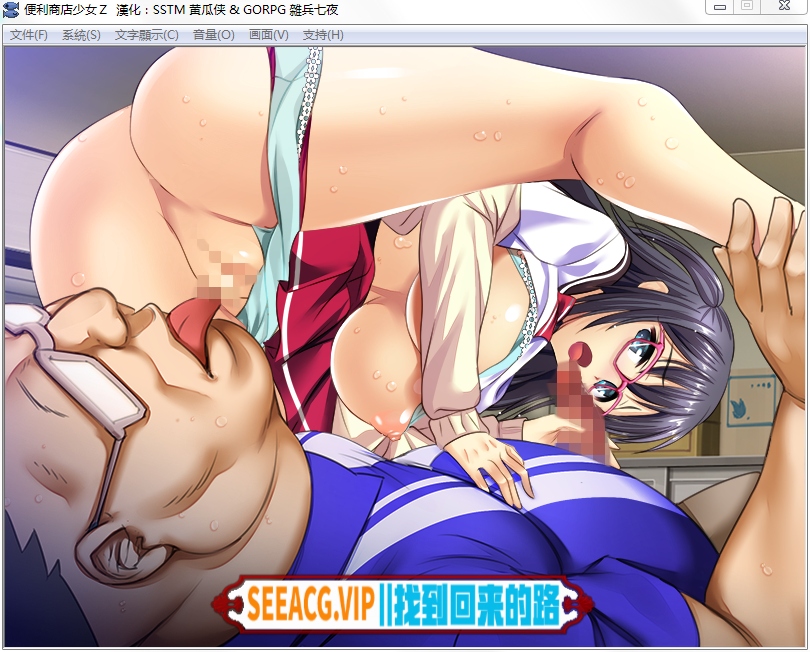 便利商店少女Z 漢化：SSTM 黃瓜侠 & GORPG 雜兵七夜
文件(F) 系統(S) 文字顯示(C) 音量(O) 画面(V) 支持(H)
SEEACG.VIP||找到回来的路